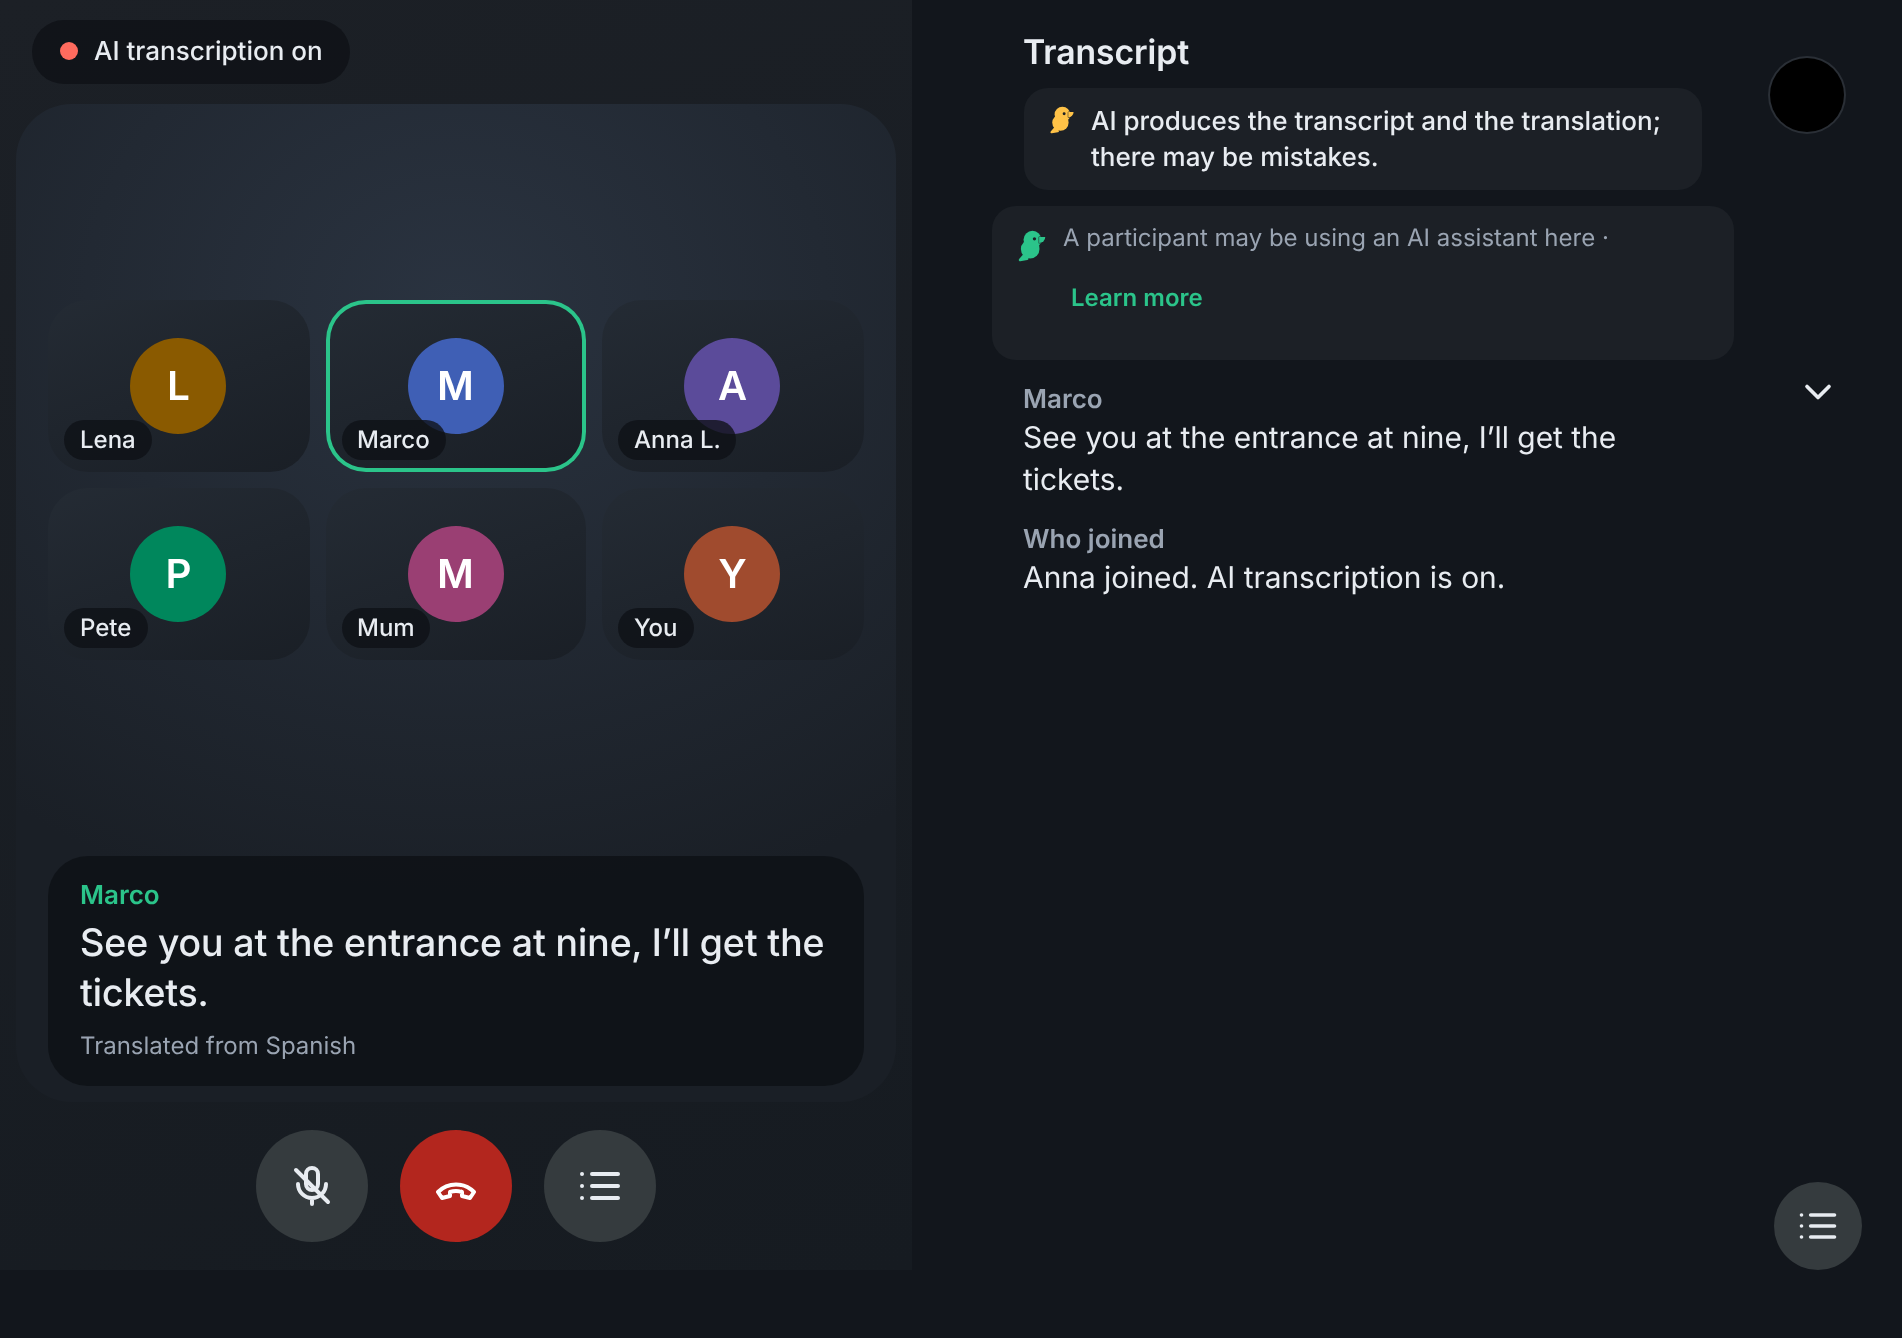 AI transcription on
L
Lena
M
Marco
A
Anna L.
P
Pete
M
Mum
Y
You
Marco
See you at the entrance at nine, I’ll get the
tickets.
Translated from Spanish
Transcript
AI produces the transcript and the translation;
there may be mistakes.
A participant may be using an AI assistant here ·
Learn more
Marco
See you at the entrance at nine, I’ll get the
tickets.
Who joined
Anna joined. AI transcription is on.